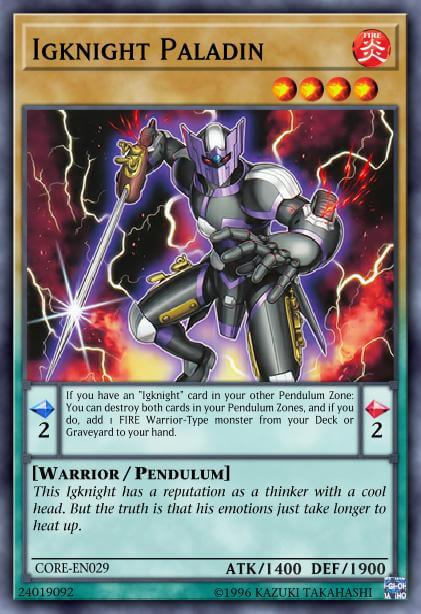 IGKNIGHT PALADIN
FIRE
炎
If you have an "Igknight" card in your other Pendulum Zone:
You can destroy both cards in your Pendulum Zones, and if you
do, add 1 FIRE Warrior-Type monster from your Deck or
Graveyard to your hand.
2
2
[WARRIOR / PENDULUM]
This Igknight has a reputation as a thinker with a cool
head. But the truth is that his emotions just take longer to
heat up.
CORE-EN029
ATK/1400 DEF/1900
24019092
©1996 KAZUKI TAKAHASHI